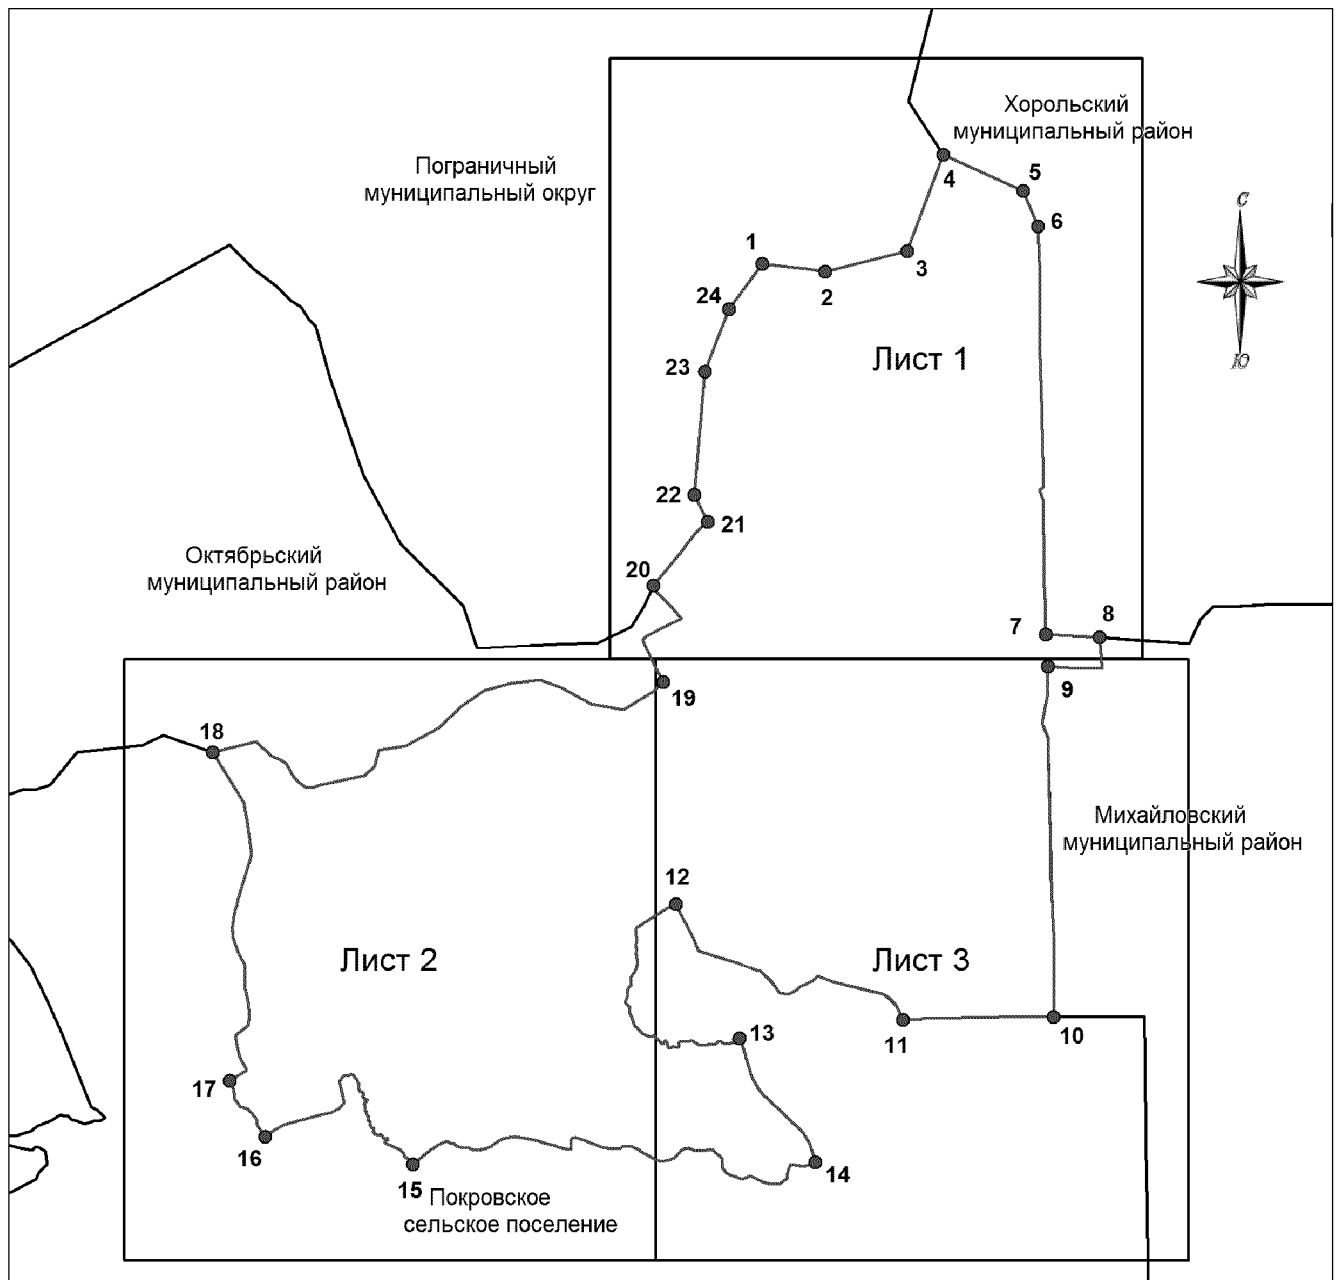 Хорольский
муниципальный район
Пограничный
муниципальный округ
4
5
6
С
1
2
3
24
Лист 1
23
Ю
22
21
Октябрьский
муниципальный район
20
7
8
19
9
18
Михайловский
муниципальный район
12
Лист 2
Лист 3
13
11
10
17
16
14
15
Покровское
сельское поселение